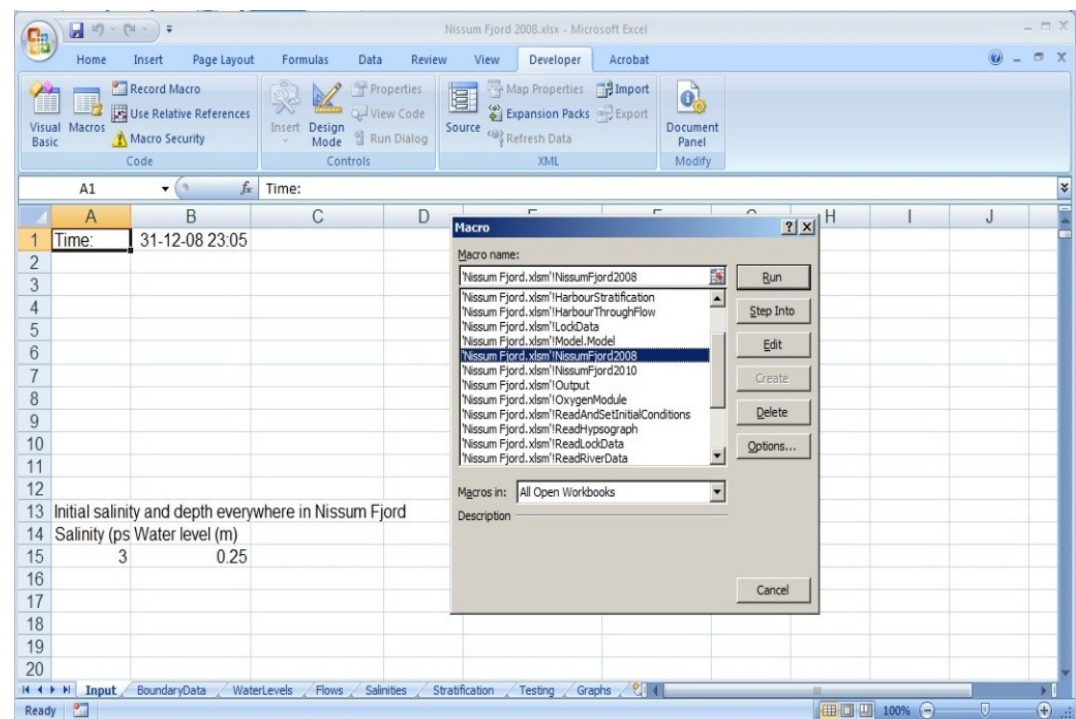 Nissum Fjord 2008.xlsx - Microsoft Excel
Home Insert Page Layout Formulas Data Review View Developer Acrobat
Record Macro Properties Map Properties Import
Use Relative References View Code Expansion Packs Export
Visual Basic Macros Macro Security Insert Design Mode Run Dialog Source Refresh Data Document Panel
Code Controls XML Modify
A1 fx Time:
A B C D H I J
1 Time: 31-12-08 23:05
2
3
4
5
6
7
8
9
10
11
12
13 Initial salinity and depth everywhere in Nissum Fjord
14 Salinity (ps Water level (m)
15 3 0.25
16
17
18
19
20
Macro
Macro name:
'Nissum Fjord.xlsm'!NissumFjord2008
'Nissum Fjord.xlsm'!HarbourStratification
'Nissum Fjord.xlsm'!HarbourThroughFlow
'Nissum Fjord.xlsm'!LockData
'Nissum Fjord.xlsm'!Model.Model
'Nissum Fjord.xlsm'!NissumFjord2008
'Nissum Fjord.xlsm'!NissumFjord2010
'Nissum Fjord.xlsm'!Output
'Nissum Fjord.xlsm'!OxygenModule
'Nissum Fjord.xlsm'!ReadAndSetInitialConditions
'Nissum Fjord.xlsm'!ReadHypsograph
'Nissum Fjord.xlsm'!ReadLockData
'Nissum Fjord.xlsm'!ReadRiverData
Run
Step Into
Edit
Create
Delete
Options...
Macros in: All Open Workbooks
Description
Cancel
Input BoundaryData WaterLevels Flows Salinities Stratification Testing Graphs
Ready 100%